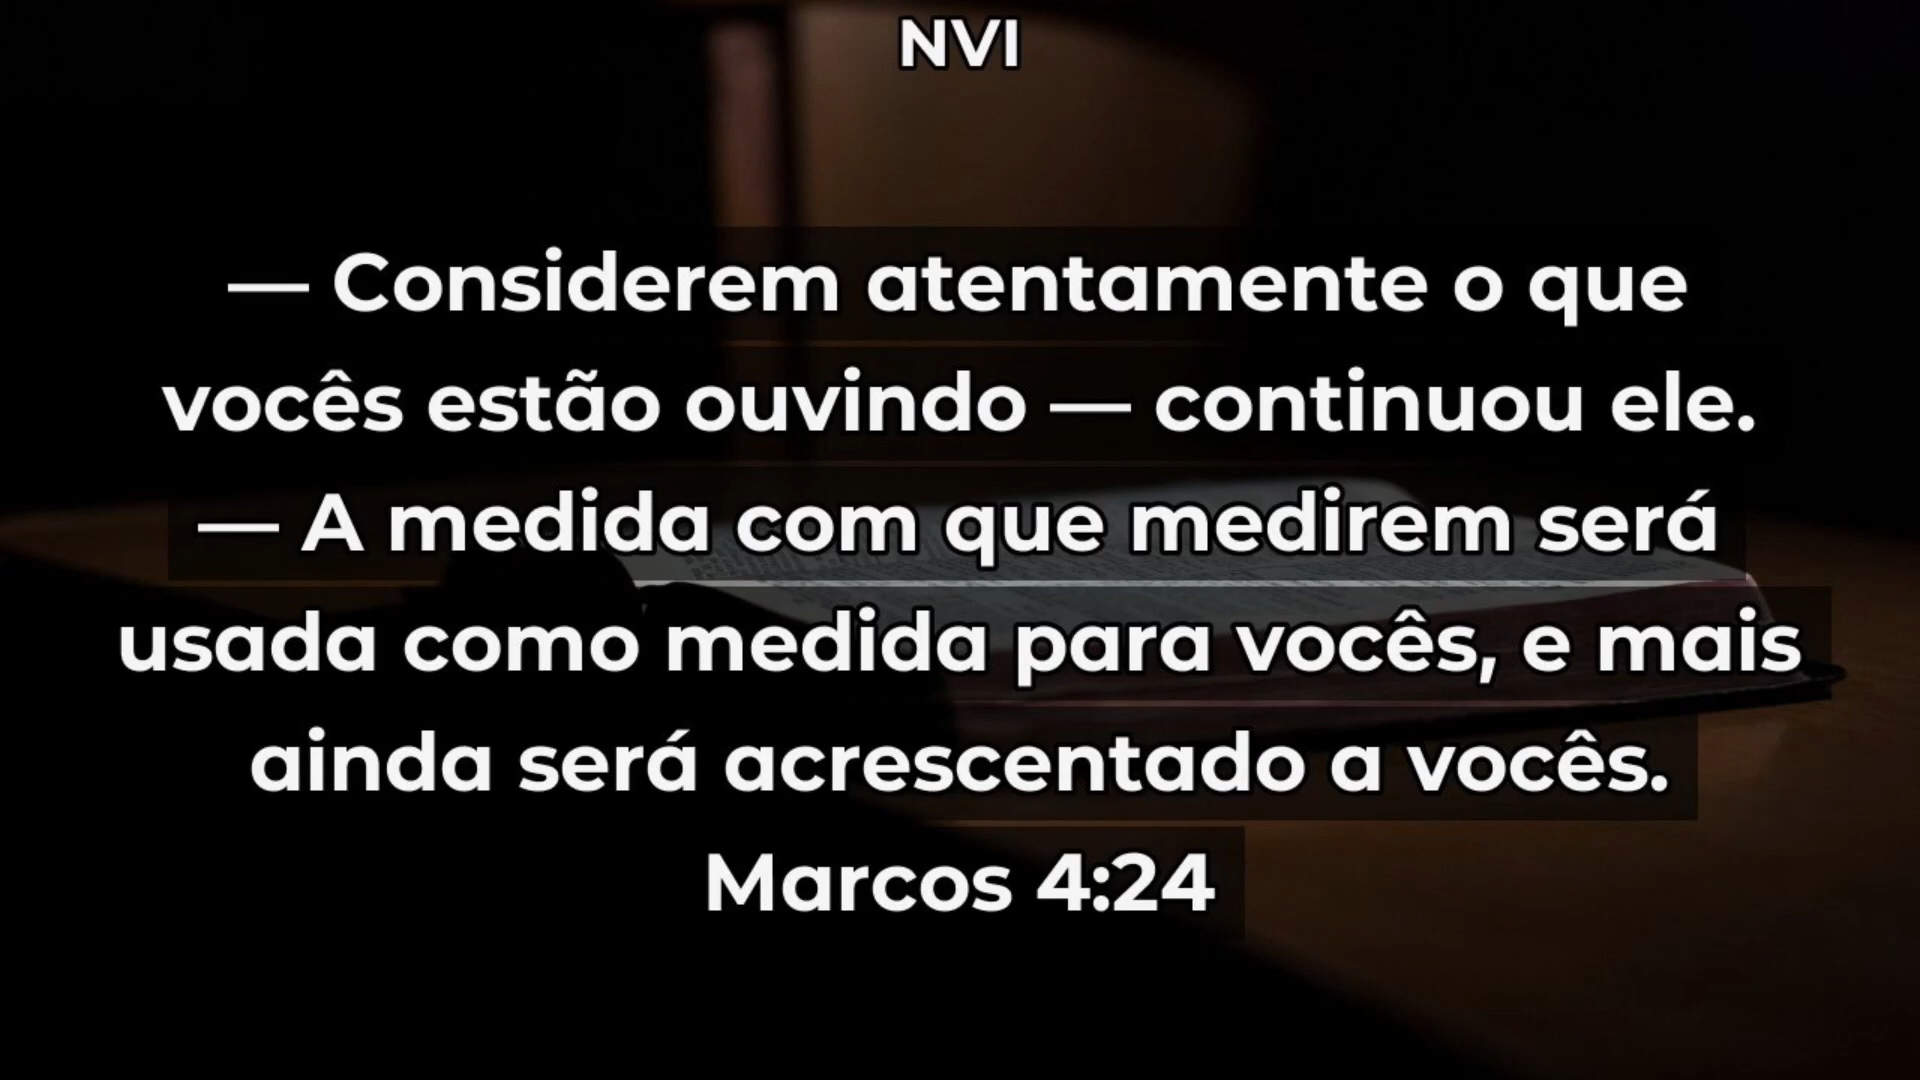 NVI
— Considerem atentamente o que
vocês estão ouvindo — continuou ele.
— A medida com que medirem será
usada como medida para vocês, e mais
ainda será acrescentado a vocês.
Marcos 4:24